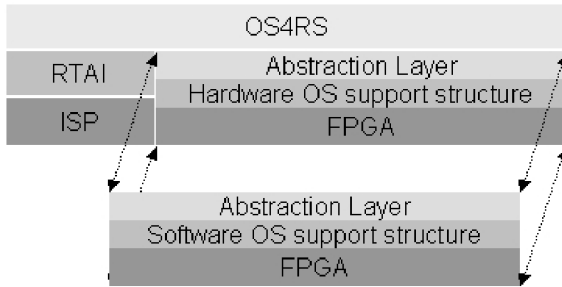 OS4RS
RTAI
Abstraction Layer
Hardware OS support structure
ISP
FPGA
Abstraction Layer
Software OS support structure
FPGA